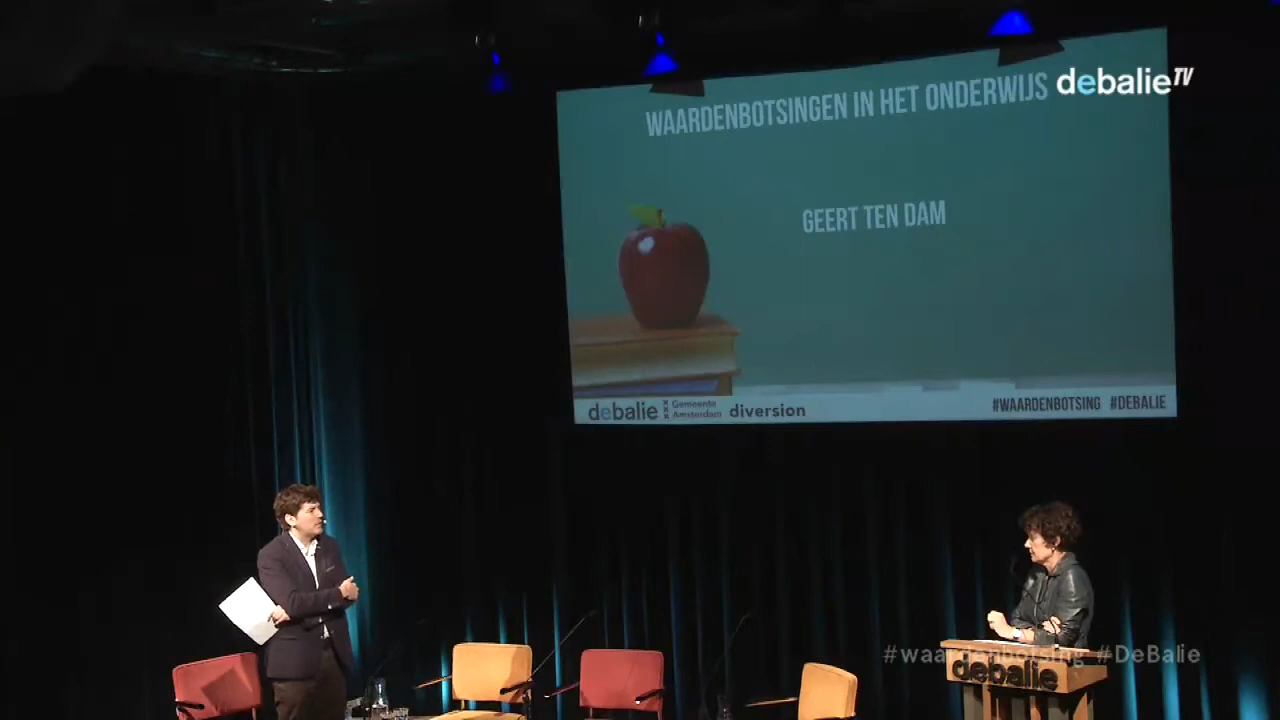 debalieTV
WAARDENBOTSINGEN IN HET ONDERWIJS
GEERT TEN DAM
debalie
Gemeente
Amsterdam
diversion
#WAARDENBOTSING #DEBALIE
#waardenbotsing #DeBalie
debalie